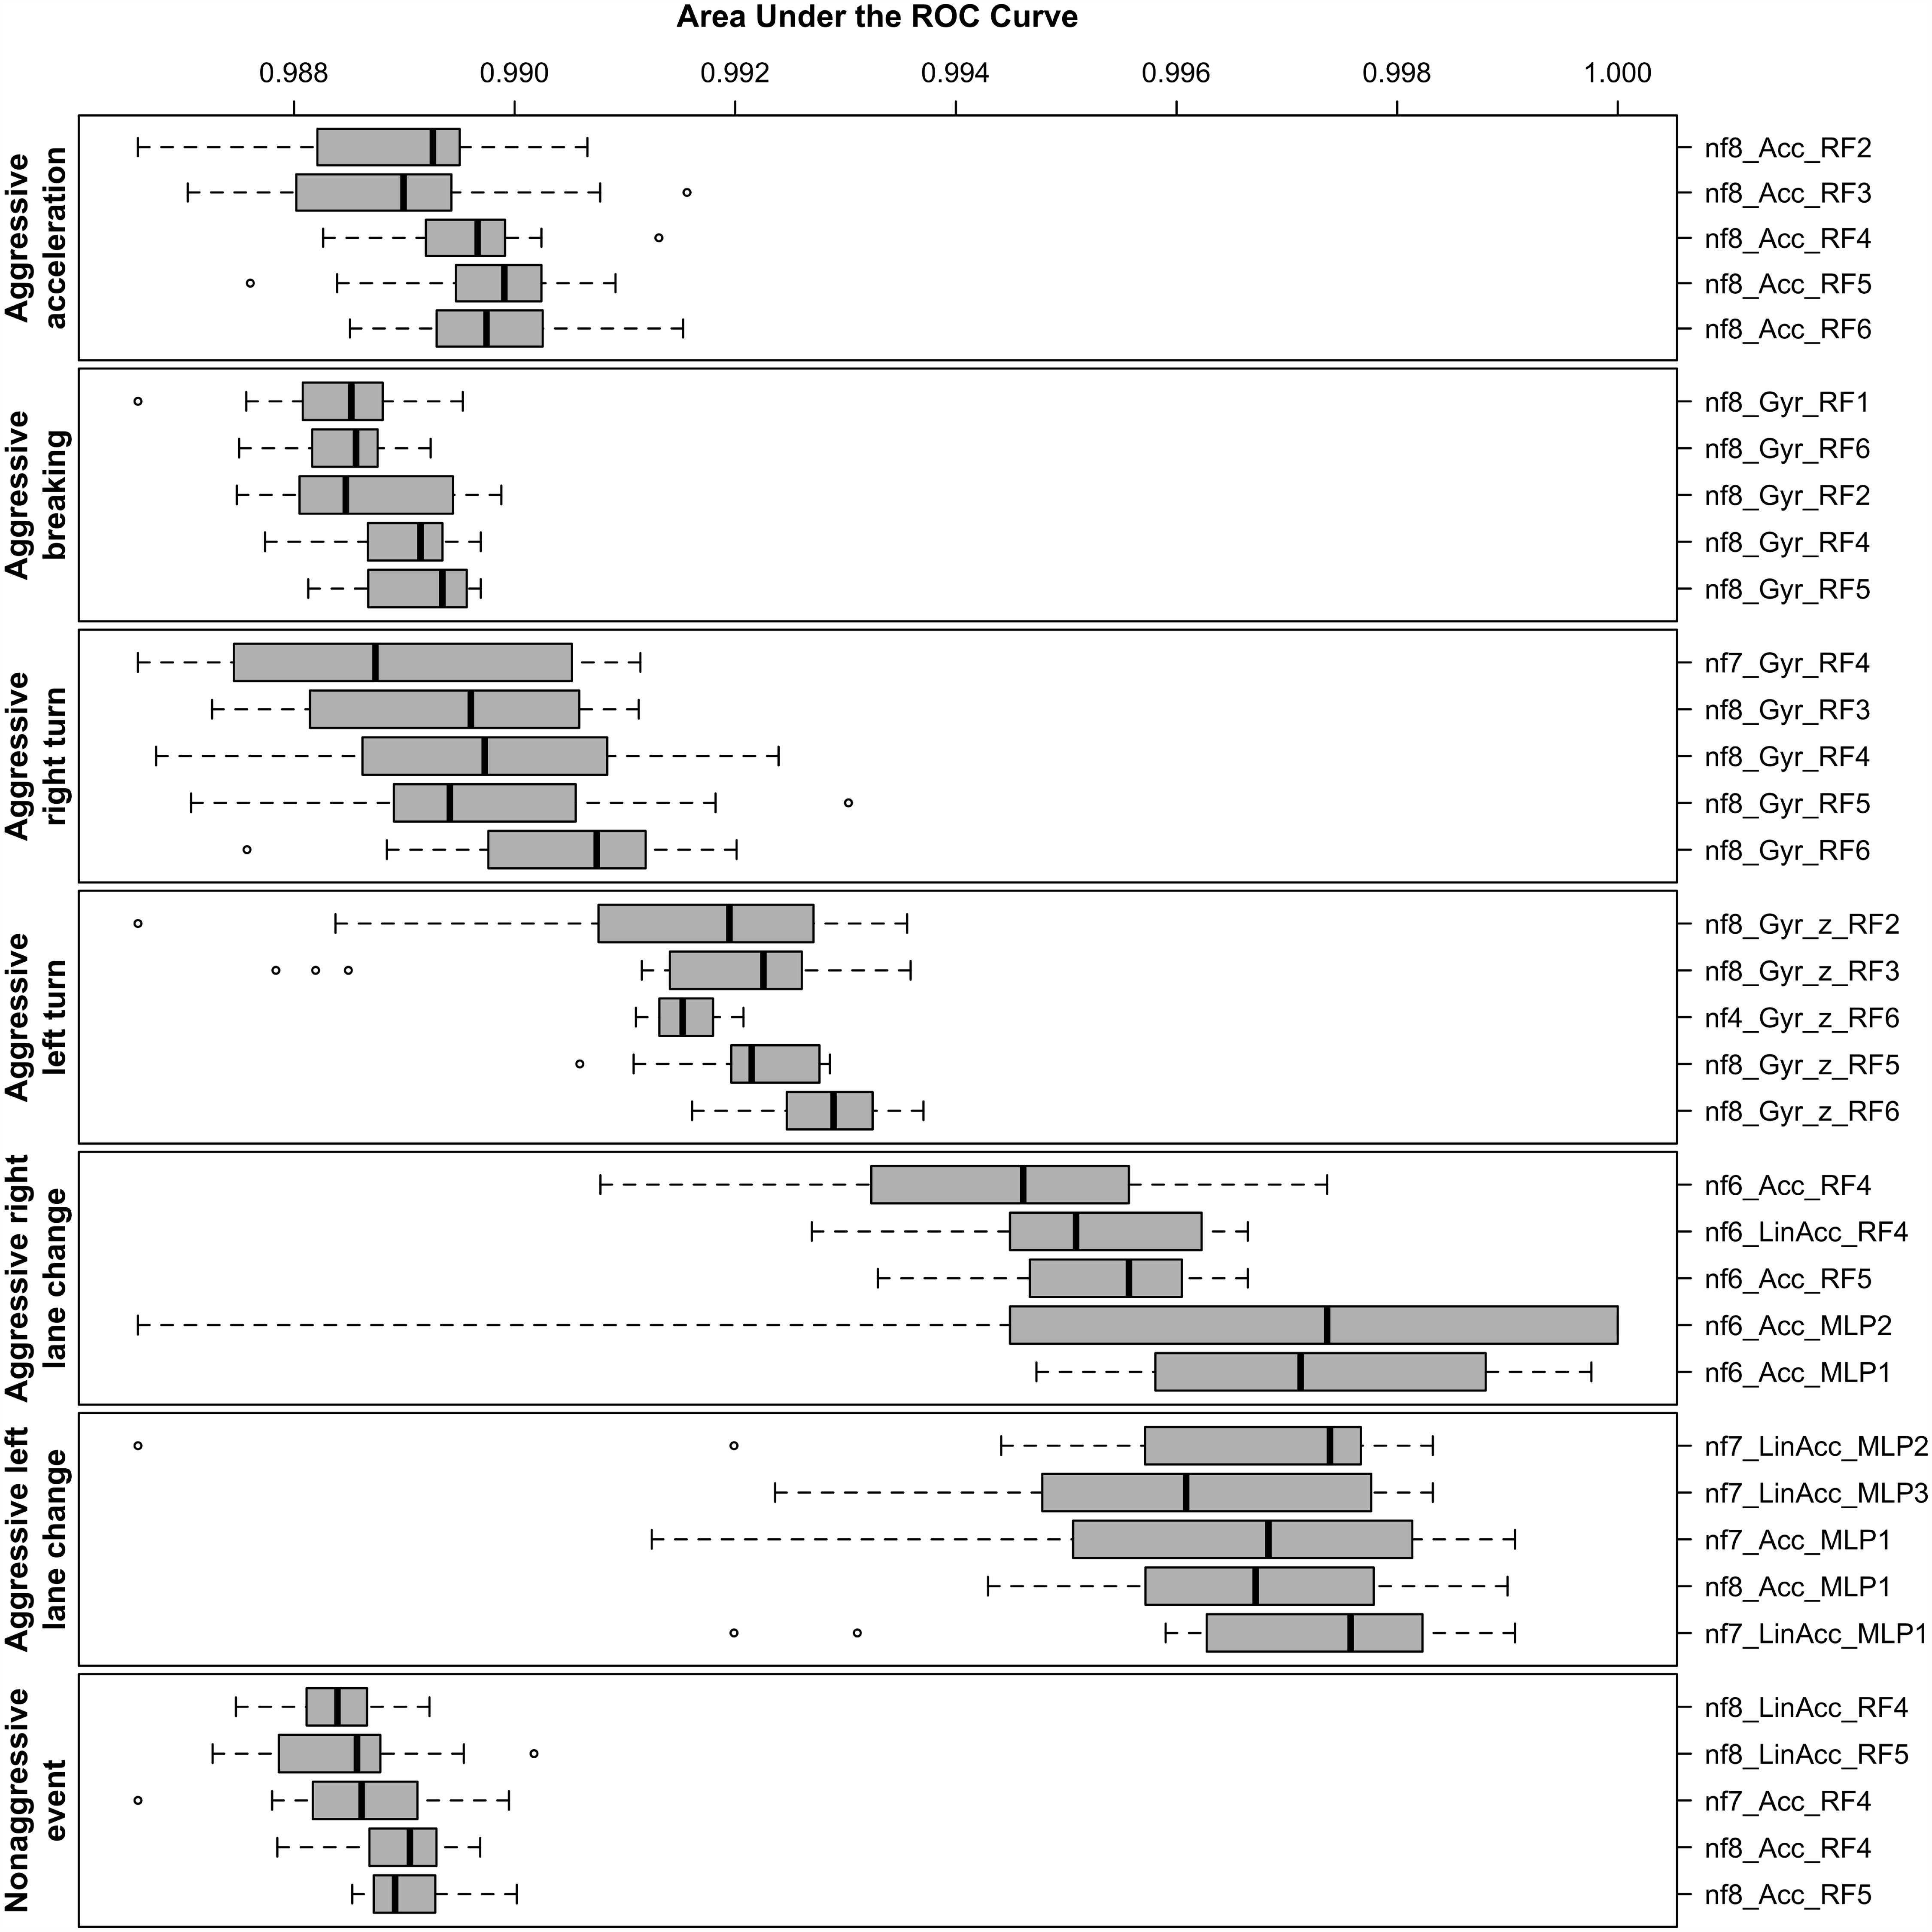 Area Under the ROC Curve
0.988 0.990 0.992 0.994 0.996 0.998 1.000
Aggressive
acceleration
nf8_Acc_RF2
nf8_Acc_RF3
nf8_Acc_RF4
nf8_Acc_RF5
nf8_Acc_RF6
Aggressive
breaking
nf8_Gyr_RF1
nf8_Gyr_RF6
nf8_Gyr_RF2
nf8_Gyr_RF4
nf8_Gyr_RF5
Aggressive
right turn
nf7_Gyr_RF4
nf8_Gyr_RF3
nf8_Gyr_RF4
nf8_Gyr_RF5
nf8_Gyr_RF6
Aggressive
left turn
nf8_Gyr_z_RF2
nf8_Gyr_z_RF3
nf4_Gyr_z_RF6
nf8_Gyr_z_RF5
nf8_Gyr_z_RF6
Aggressive right
lane change
nf6_Acc_RF4
nf6_LinAcc_RF4
nf6_Acc_RF5
nf6_Acc_MLP2
nf6_Acc_MLP1
Aggressive left
lane change
nf7_LinAcc_MLP2
nf7_LinAcc_MLP3
nf7_Acc_MLP1
nf8_Acc_MLP1
nf7_LinAcc_MLP1
Nonaggressive
event
nf8_LinAcc_RF4
nf8_LinAcc_RF5
nf7_Acc_RF4
nf8_Acc_RF4
nf8_Acc_RF5